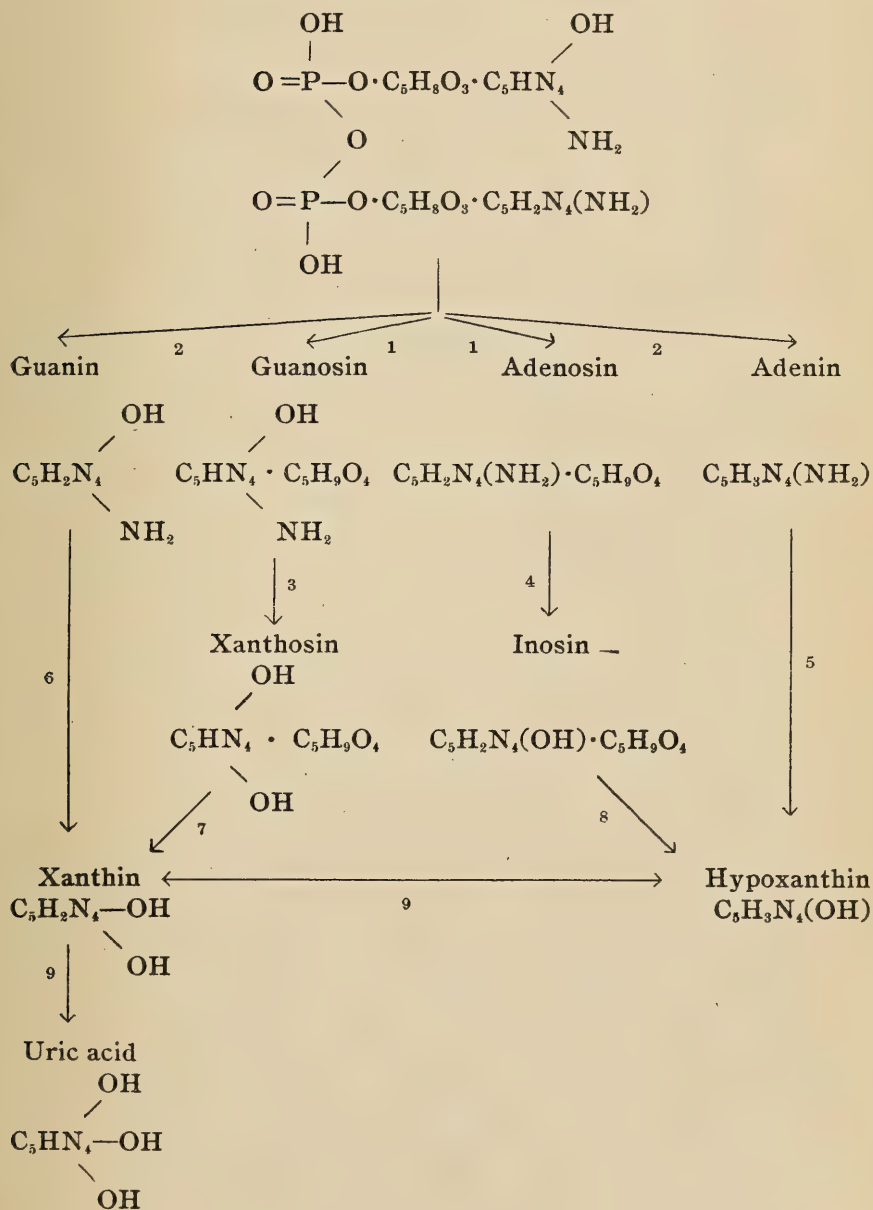 OH OH
O=P—O·C₅H₈O₃·C₅HN₄
O NH₂
O=P—O·C₅H₈O₃·C₅H₂N₄(NH₂)
OH
2 1 1 2
Guanin Guanosin Adenosin Adenin
OH OH
C₅H₂N₄ C₅HN₄ · C₅H₉O₄ C₅H₂N₄(NH₂)·C₅H₉O₄ C₅H₃N₄(NH₂)
NH₂ NH₂
3 4
Xanthosin Inosin
OH
6 5
C₅HN₄ · C₅H₉O₄ C₅H₂N₄(OH)·C₅H₉O₄
OH
7 8
Xanthin Hypoxanthin
9
C₅H₂N₄—OH C₅H₃N₄(OH)
OH
9
Uric acid
OH
C₅HN₄—OH
OH